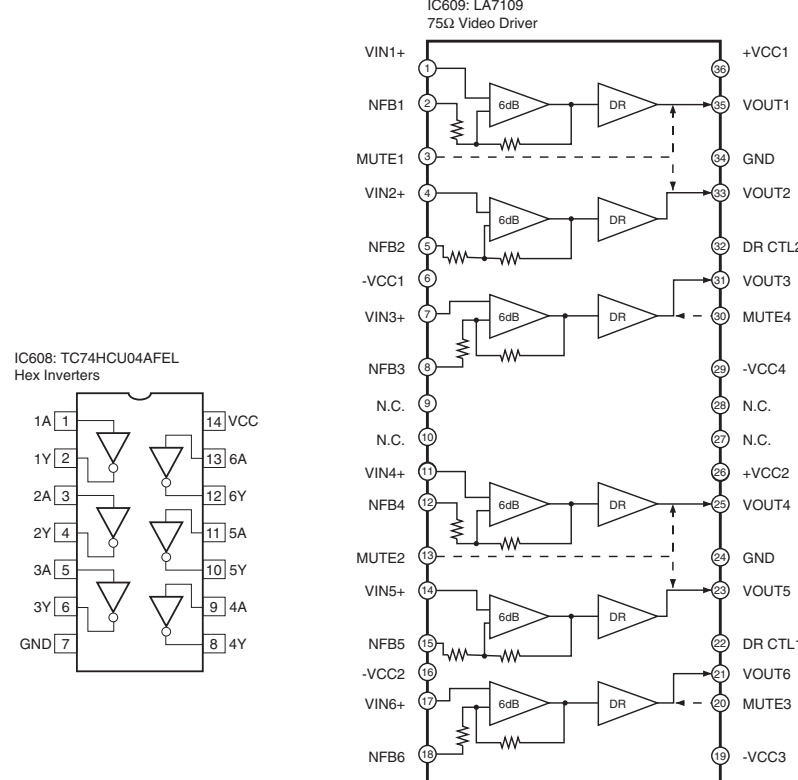 IC609: LA7109
75Ω Video Driver
VIN1+ 1 36 +VCC1
NFB1 2 6dB DR 35 VOUT1
MUTE1 3 34 GND
VIN2+ 4 33 VOUT2
6dB DR
NFB2 5 32 DR CTL2
-VCC1 6 31 VOUT3
VIN3+ 7 6dB DR 30 MUTE4
NFB3 8 29 -VCC4
N.C. 9 28 N.C.
N.C. 10 27 N.C.
VIN4+ 11 26 +VCC2
NFB4 12 6dB DR 25 VOUT4
MUTE2 13 24 GND
VIN5+ 14 23 VOUT5
6dB DR
NFB5 15 22 DR CTL1
-VCC2 16 21 VOUT6
VIN6+ 17 6dB DR 20 MUTE3
NFB6 18 19 -VCC3
IC608: TC74HCU04AFEL
Hex Inverters
1A 1 14 VCC
1Y 2 13 6A
2A 3 12 6Y
2Y 4 11 5A
3A 5 10 5Y
3Y 6 9 4A
GND 7 8 4Y